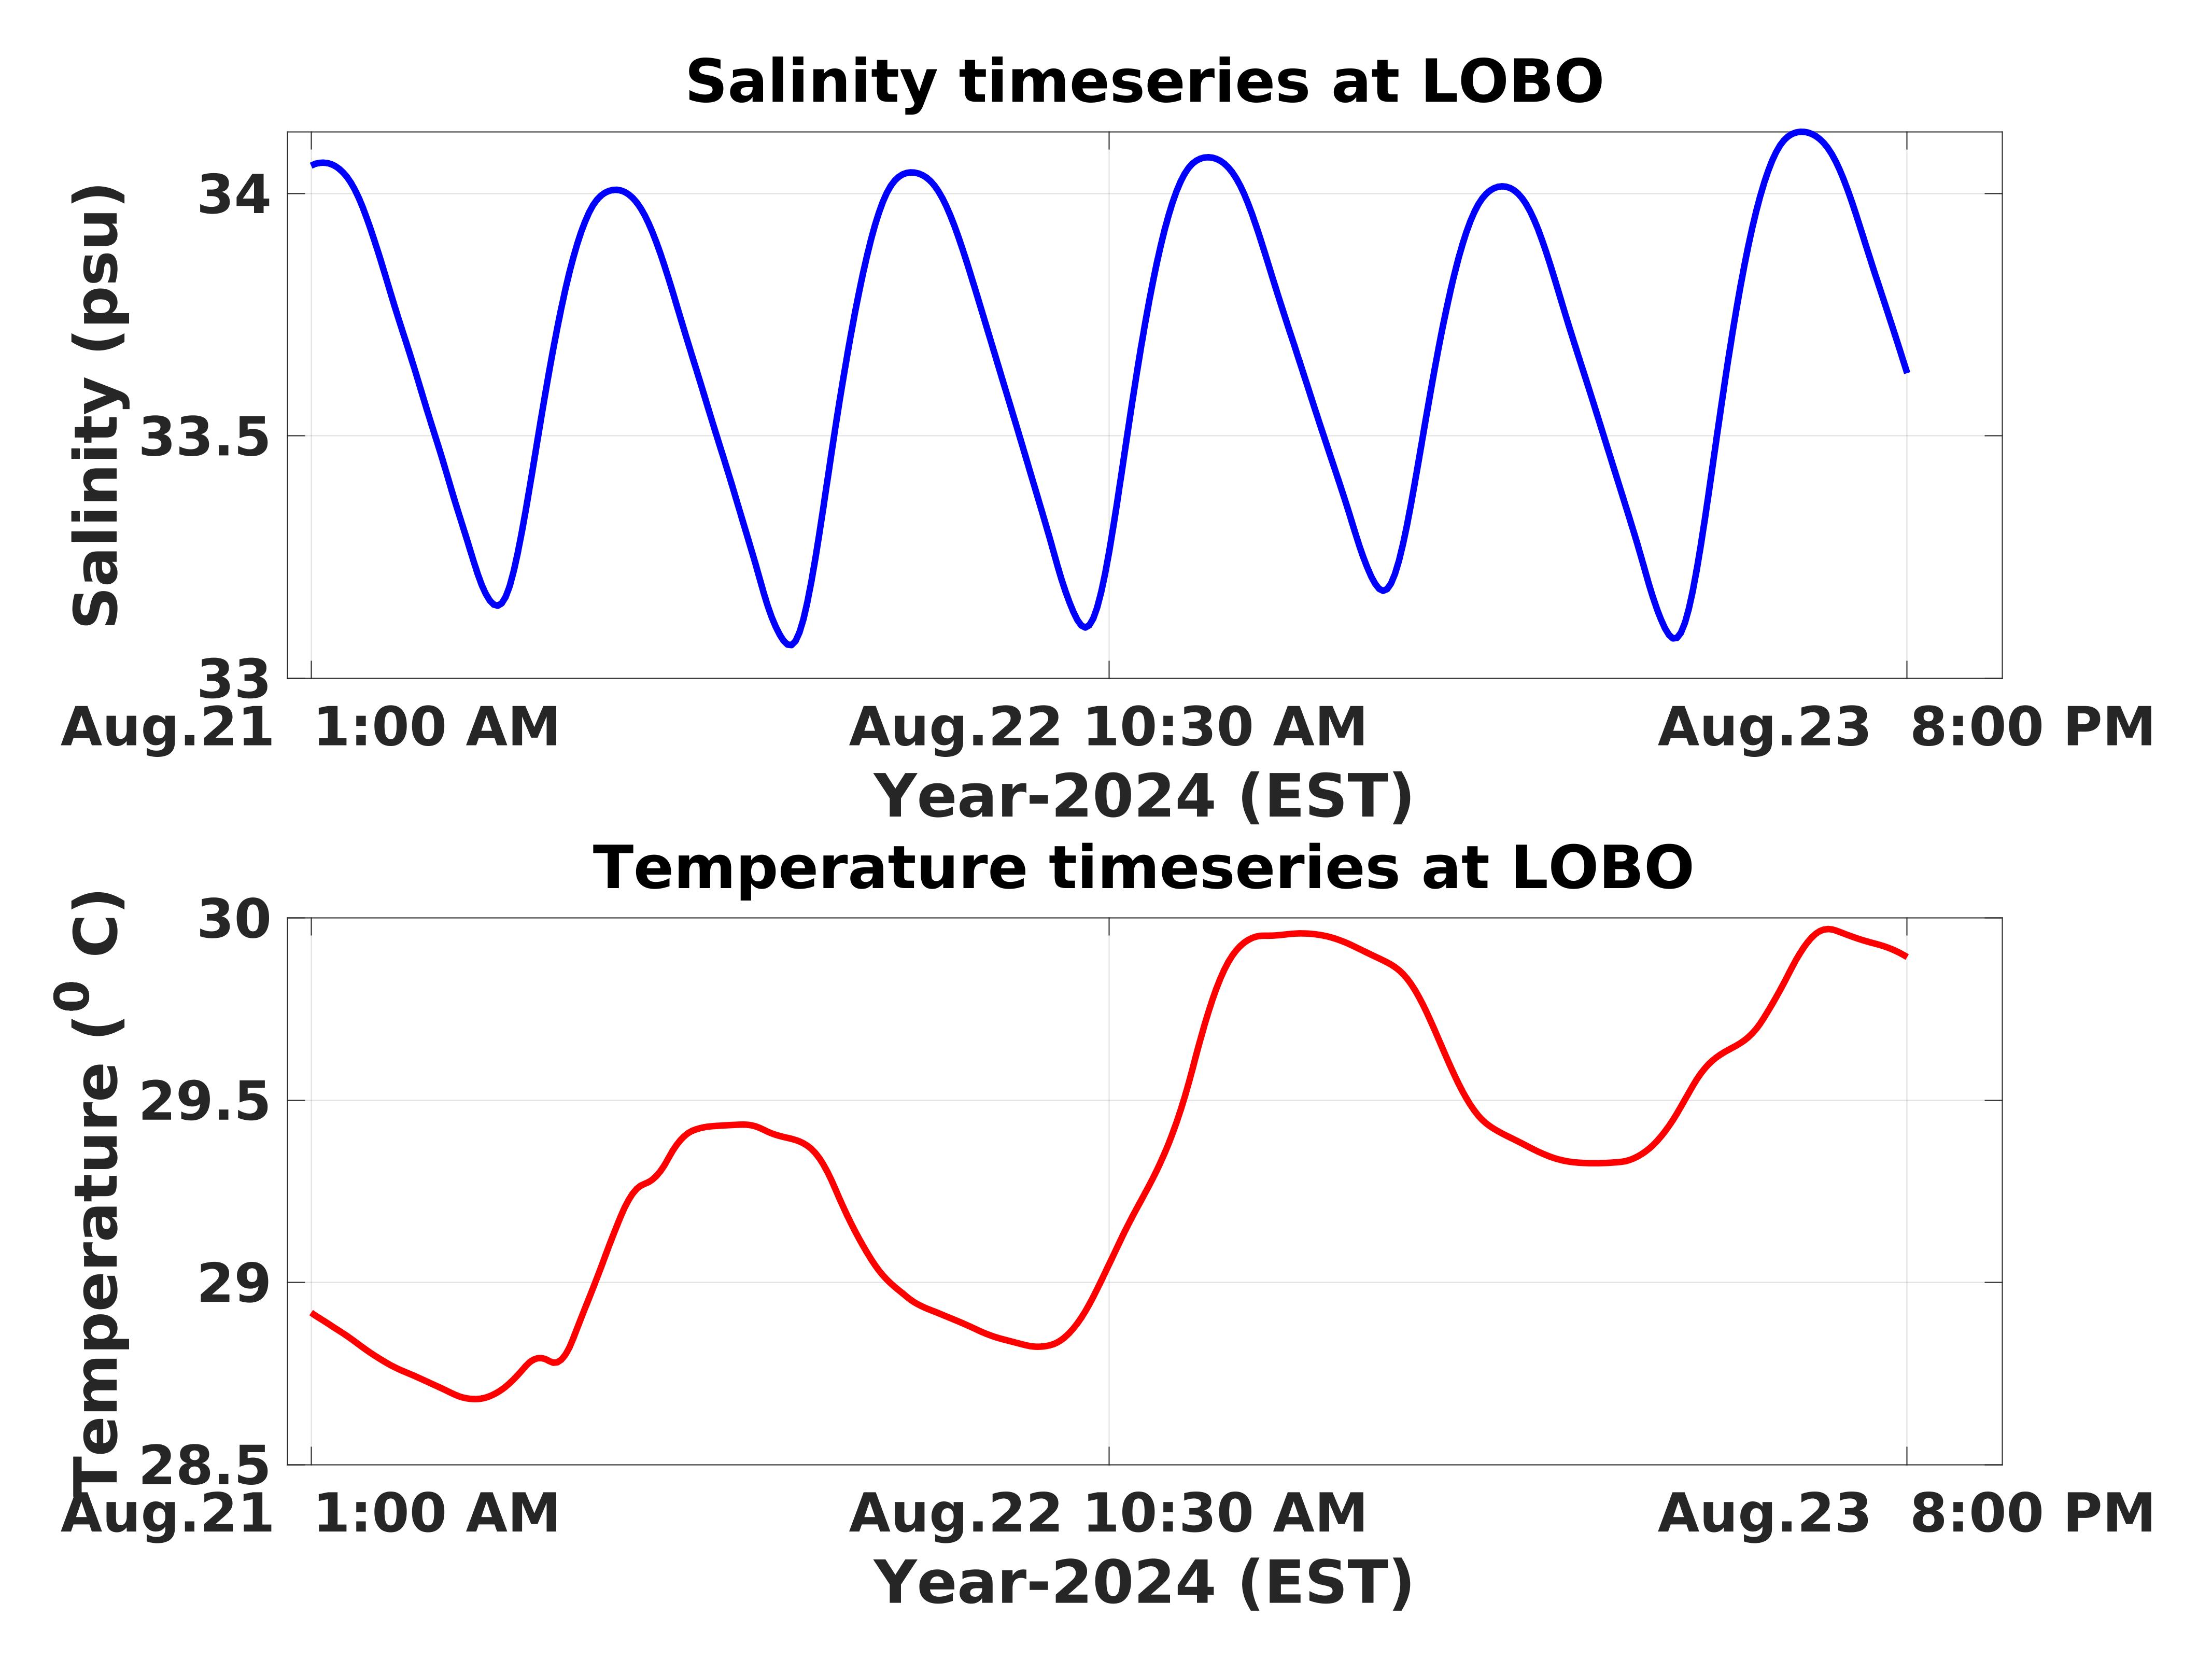 Salinity timeseries at LOBO
Salinity (psu)
34
33.5
33
Aug.21  1:00 AM
Aug.22 10:30 AM
Aug.23  8:00 PM
Year-2024 (EST)
Temperature timeseries at LOBO
Temperature (⁰ C)
30
29.5
29
28.5
Aug.21  1:00 AM
Aug.22 10:30 AM
Aug.23  8:00 PM
Year-2024 (EST)